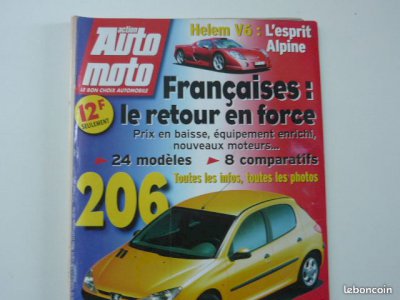 action
Auto
moto
LE BON CHOIX AUTOMOBILE
Helem V6 : L'esprit
Alpine
12F
SEULEMENT
Françaises :
le retour en force
Prix en baisse, équipement enrichi,
nouveaux moteurs...
24 modèles
8 comparatifs
206
Toutes les infos, toutes les photos
leboncoin